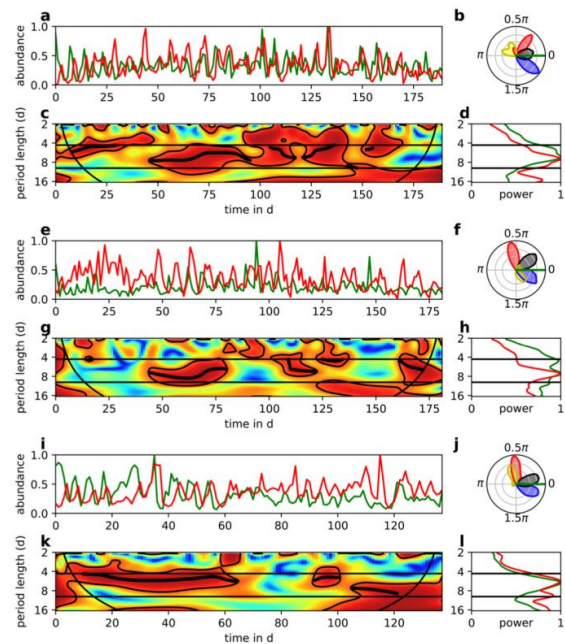 a
b
abundance
1.0
0.5
0.0
0 25 50 75 100 125 150 175
0.5π
π
0
1.5π
c
d
period length (d)
2
4
8
16
0 25 50 75 100 125 150 175
time in d
2
4
8
16
0 power 1
e
f
abundance
1.0
0.5
0.0
0 25 50 75 100 125 150 175
0.5π
π
0
1.5π
g
h
period length (d)
2
4
8
16
0 25 50 75 100 125 150 175
time in d
2
4
8
16
0 power 1
i
j
abundance
1.0
0.5
0.0
0 20 40 60 80 100 120
0.5π
π
0
1.5π
k
l
period length (d)
2
4
8
16
0 20 40 60 80 100 120
time in d
2
4
8
16
0 power 1